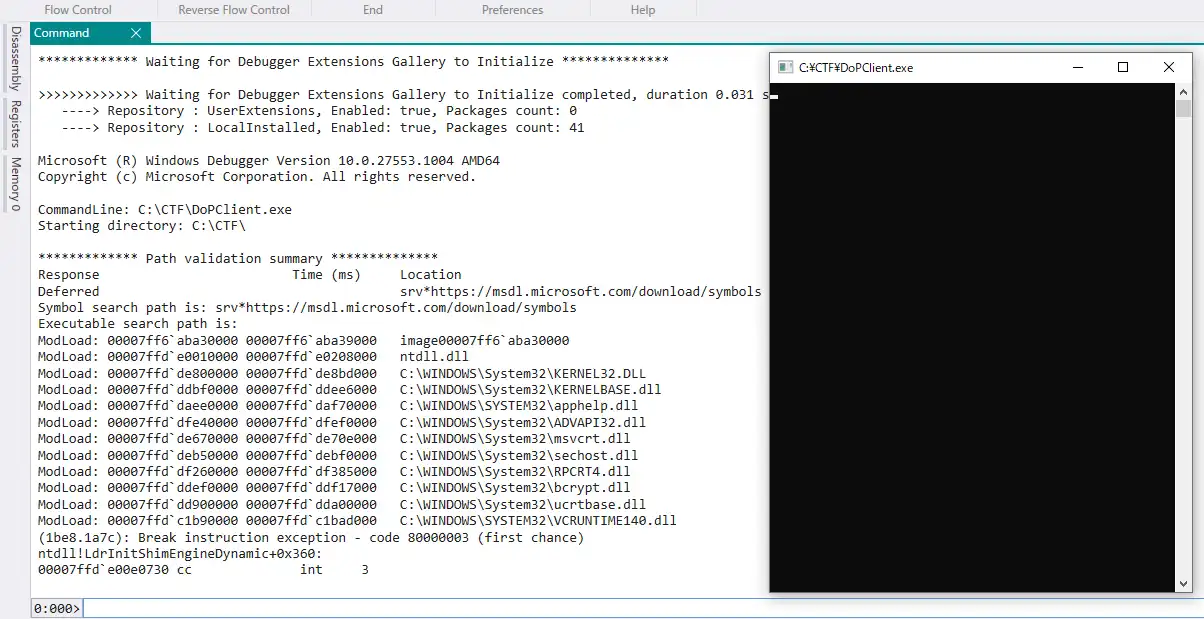 Flow Control Reverse Flow Control End Preferences Help
Command
Disassembly
Registers
Memory 0
************* Waiting for Debugger Extensions Gallery to Initialize **************
>>>>>>>>>>>>> Waiting for Debugger Extensions Gallery to Initialize completed, duration 0.031 s
----> Repository : UserExtensions, Enabled: true, Packages count: 0
----> Repository : LocalInstalled, Enabled: true, Packages count: 41
Microsoft (R) Windows Debugger Version 10.0.27553.1004 AMD64
Copyright (c) Microsoft Corporation. All rights reserved.
CommandLine: C:\CTF\DoPClient.exe
Starting directory: C:\CTF\
************* Path validation summary **************
Response Time (ms) Location
Deferred srv*https://msdl.microsoft.com/download/symbols
Symbol search path is: srv*https://msdl.microsoft.com/download/symbols
Executable search path is:
ModLoad: 00007ff6`aba30000 00007ff6`aba39000 image00007ff6`aba30000
ModLoad: 00007ffd`e0010000 00007ffd`e0208000 ntdll.dll
ModLoad: 00007ffd`de800000 00007ffd`de8bd000 C:\WINDOWS\System32\KERNEL32.DLL
ModLoad: 00007ffd`ddbf0000 00007ffd`ddee6000 C:\WINDOWS\System32\KERNELBASE.dll
ModLoad: 00007ffd`daee0000 00007ffd`daf70000 C:\WINDOWS\SYSTEM32\apphelp.dll
ModLoad: 00007ffd`dfe40000 00007ffd`dfef0000 C:\WINDOWS\System32\ADVAPI32.dll
ModLoad: 00007ffd`de670000 00007ffd`de70e000 C:\WINDOWS\System32\msvcrt.dll
ModLoad: 00007ffd`deb50000 00007ffd`debf0000 C:\WINDOWS\System32\sechost.dll
ModLoad: 00007ffd`df260000 00007ffd`df385000 C:\WINDOWS\System32\RPCRT4.dll
ModLoad: 00007ffd`ddef0000 00007ffd`ddf17000 C:\WINDOWS\System32\bcrypt.dll
ModLoad: 00007ffd`dd900000 00007ffd`dda00000 C:\WINDOWS\System32\ucrtbase.dll
ModLoad: 00007ffd`c1b90000 00007ffd`c1bad000 C:\WINDOWS\SYSTEM32\VCRUNTIME140.dll
(1be8.1a7c): Break instruction exception - code 80000003 (first chance)
ntdll!LdrInitShimEngineDynamic+0x360:
00007ffd`e00e0730 cc int 3
0:000>
C:¥CTF¥DoPClient.exe